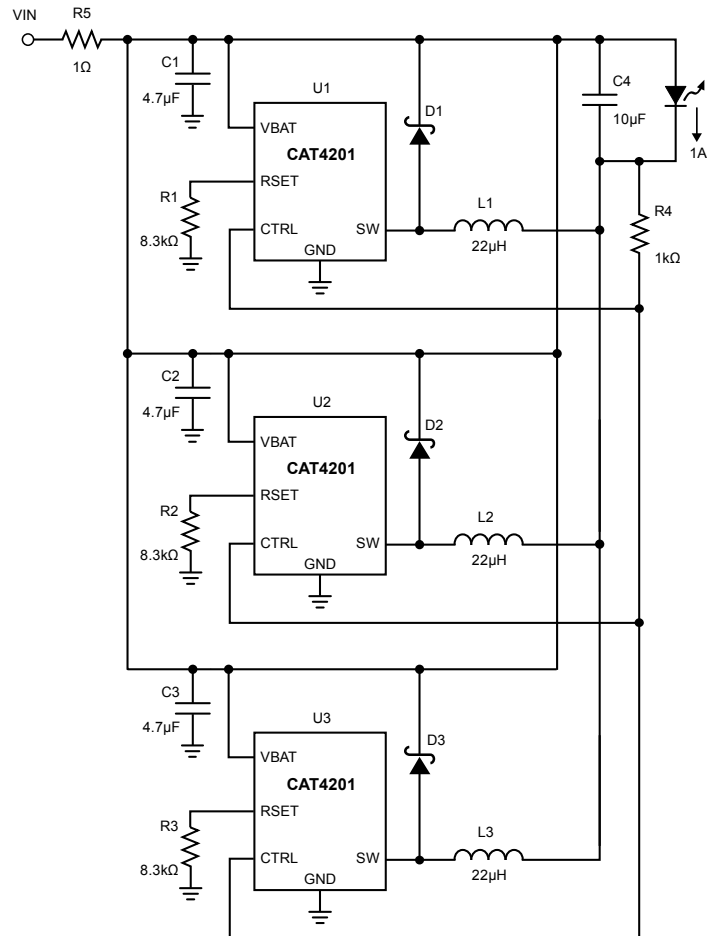 VIN
R5
1Ω
C1
4.7µF
U1
VBAT
CAT4201
RSET
CTRL
SW
GND
R1
8.3kΩ
D1
L1
22µH
C4
10µF
1A
R4
1kΩ
C2
4.7µF
U2
VBAT
CAT4201
RSET
CTRL
SW
GND
R2
8.3kΩ
D2
L2
22µH
C3
4.7µF
U3
VBAT
CAT4201
RSET
CTRL
SW
GND
R3
8.3kΩ
D3
L3
22µH